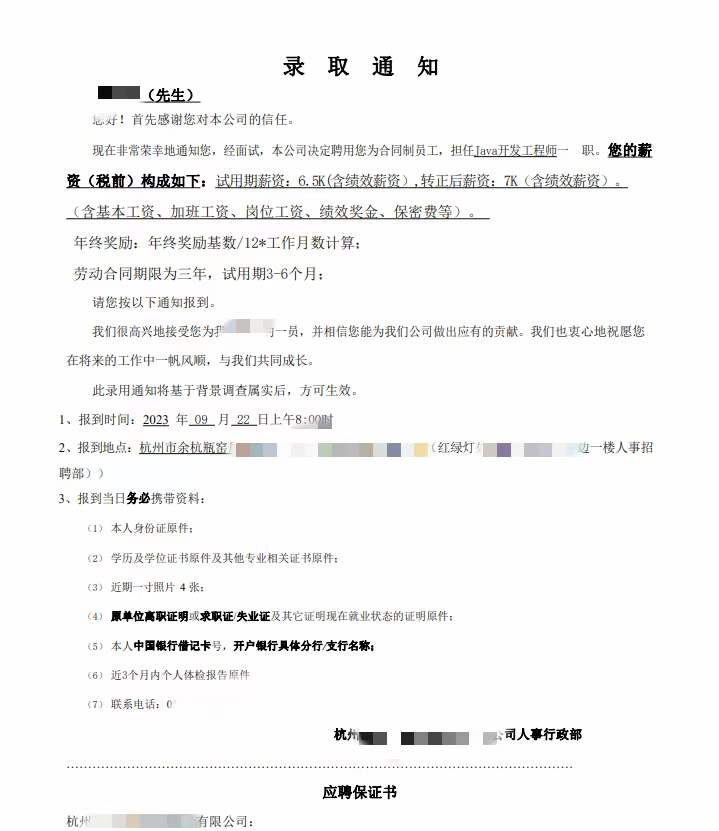 录 取 通 知
（先生）
您好！首先感谢您对本公司的信任。
现在非常荣幸地通知您，经面试，本公司决定聘用您为合同制员工，担任Java开发工程师一 职。您的薪
资（税前）构成如下：试用期薪资：6.5K(含绩效薪资）,转正后薪资：7K（含绩效薪资）。
（含基本工资、加班工资、岗位工资、绩效奖金、保密费等）。
年终奖励：年终奖励基数/12*工作月数计算；
劳动合同期限为三年，试用期3-6个月；
请您按以下通知报到。
我们很高兴地接受您为我 的一员，并相信您能为我们公司做出应有的贡献。我们也衷心地祝愿您
在将来的工作中一帆风顺，与我们共同成长。
此录用通知将基于背景调查属实后，方可生效。
1、报到时间：2023 年 09 月 22 日上午8:00时
2、报到地点：杭州市余杭瓶窑 （红绿灯 边一楼人事招
聘部））
3、报到当日务必携带资料：
（1） 本人身份证原件；
（2） 学历及学位证书原件及其他专业相关证书原件；
（3） 近期一寸照片 4 张；
（4） 原单位离职证明或求职证/失业证及其它证明现在就业状态的证明原件；
（5） 本人中国银行借记卡号，开户银行具体分行/支行名称；
（6） 近3个月内个人体检报告原件
（7） 联系电话：0
杭州 公司人事行政部
应聘保证书
杭州 有限公司：